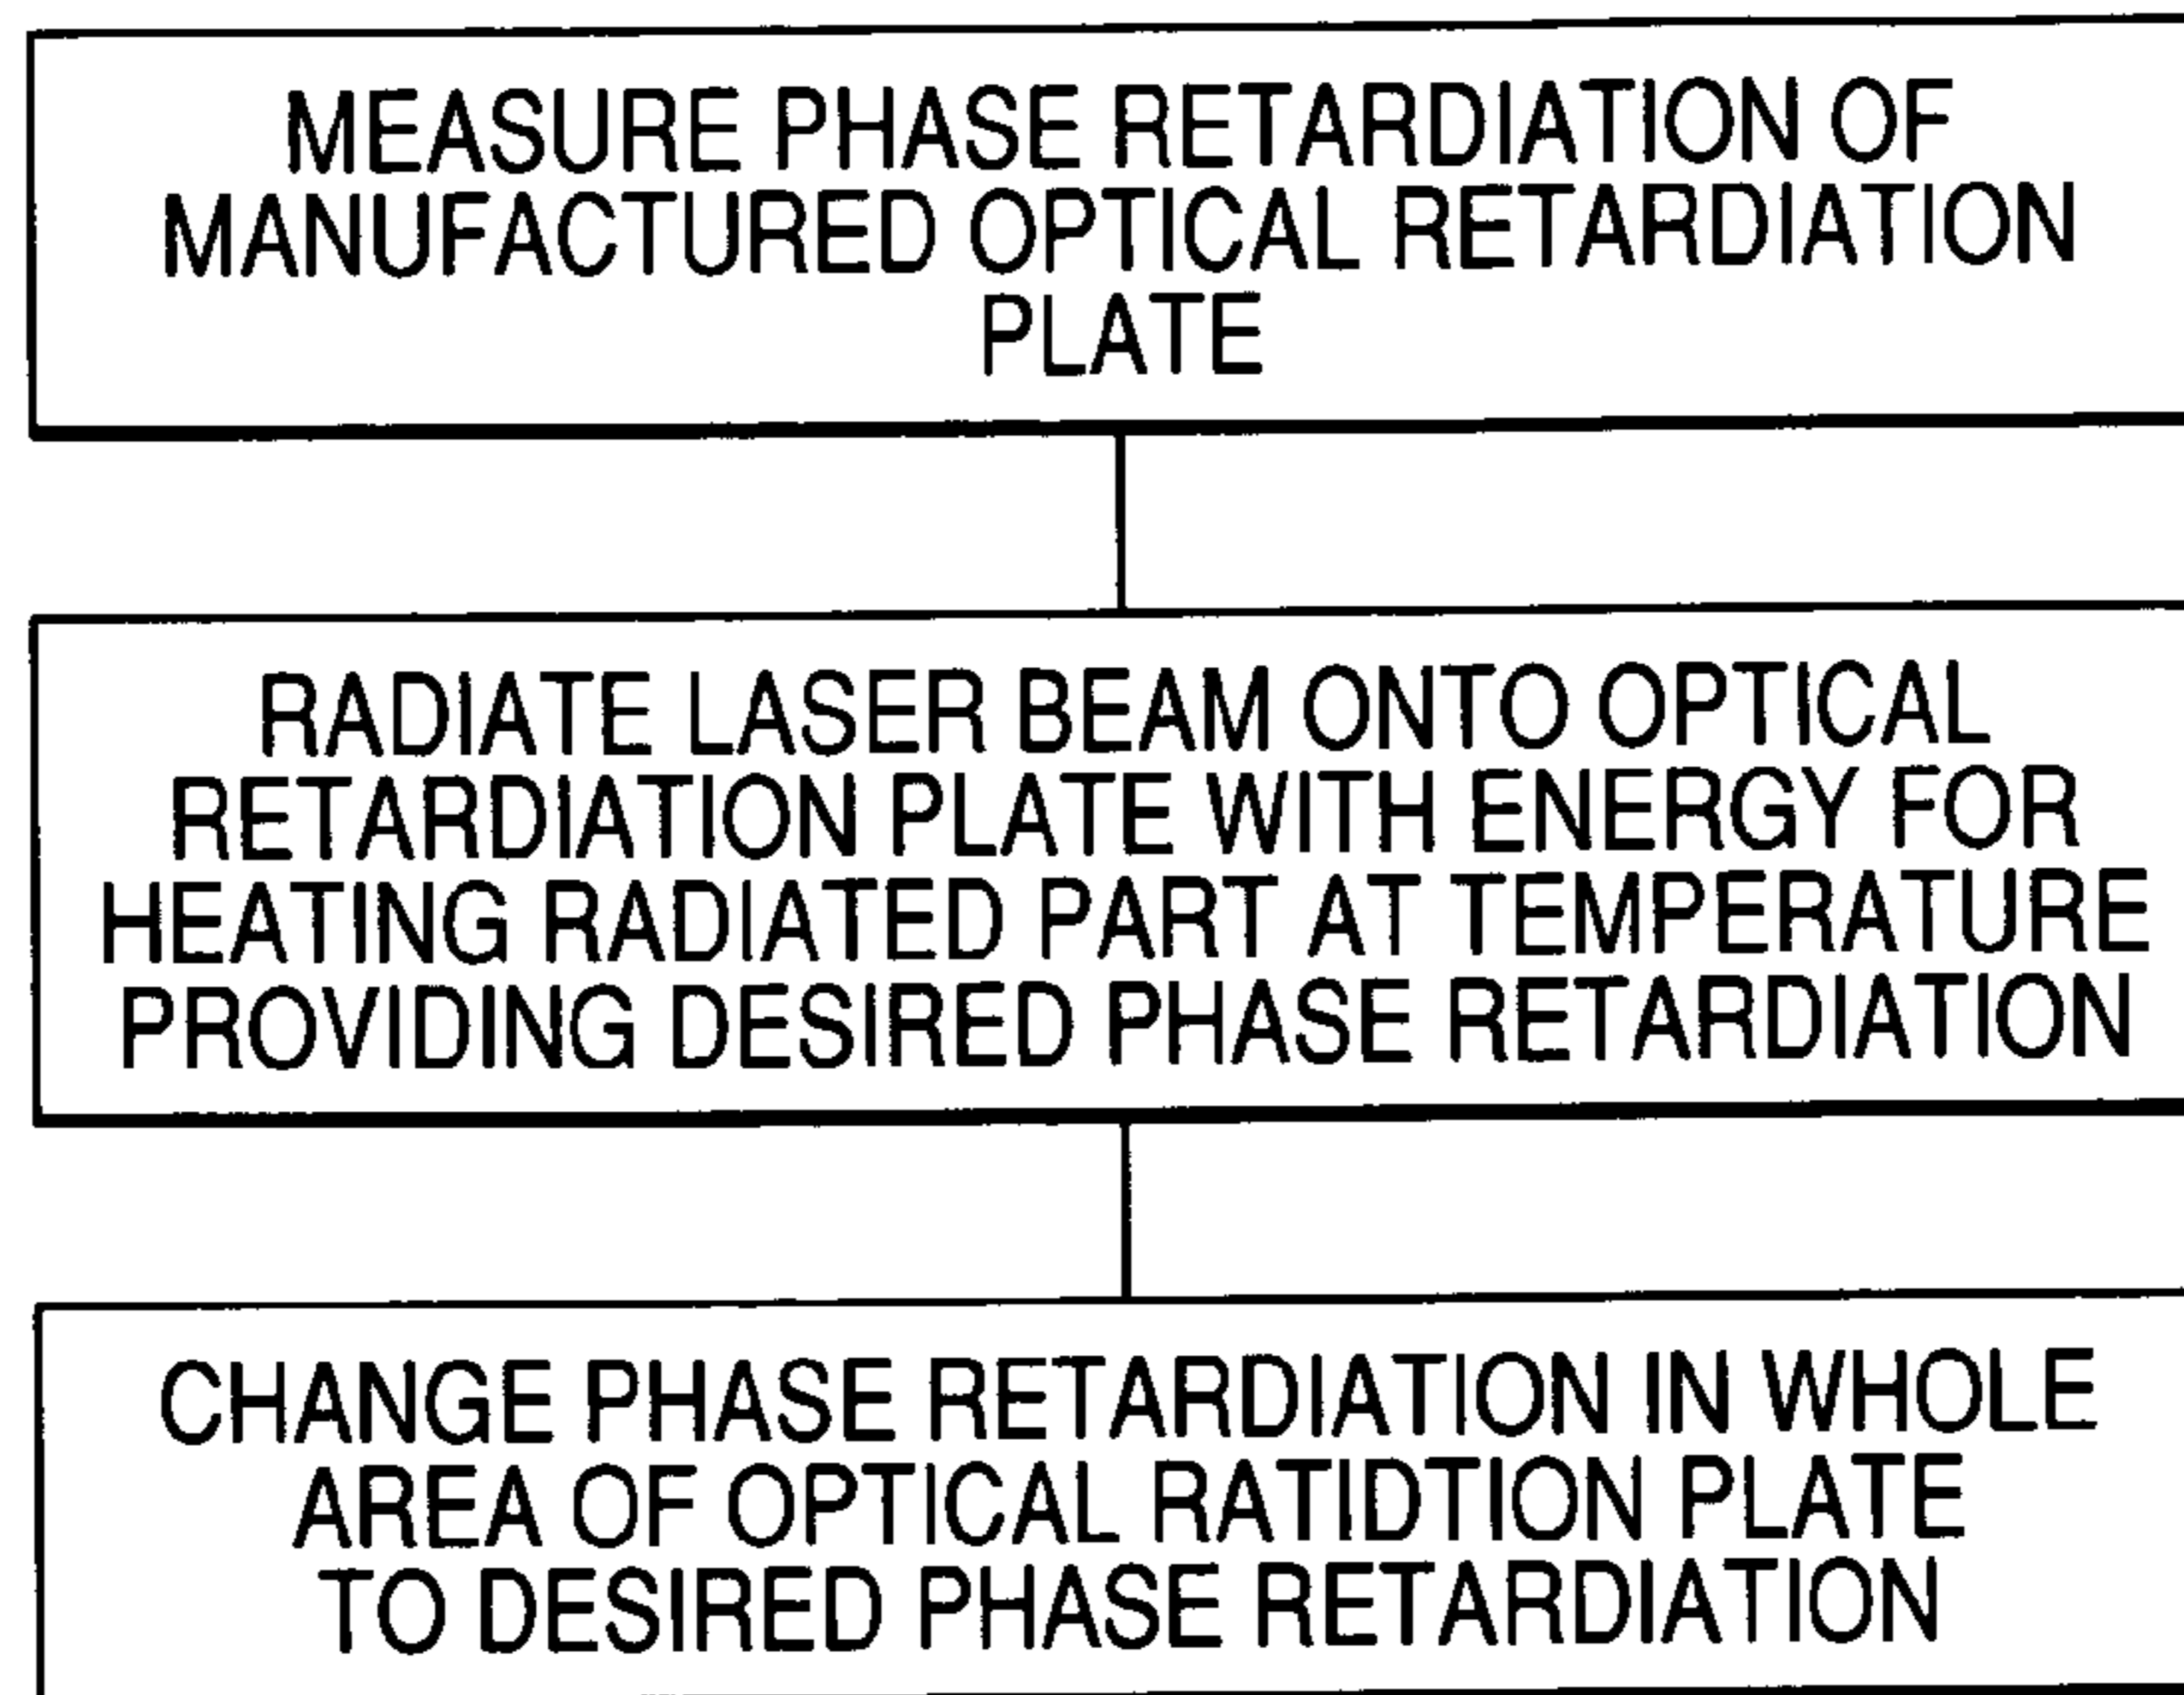 MEASURE PHASE RETARDIATION OF
MANUFACTURED OPTICAL RETARDIATION
PLATE
RADIATE LASER BEAM ONTO OPTICAL
RETARDIATION PLATE WITH ENERGY FOR
HEATING RADIATED PART AT TEMPERATURE
PROVIDING DESIRED PHASE RETARDIATION
CHANGE PHASE RETARDIATION IN WHOLE
AREA OF OPTICAL RATIDTION PLATE
TO DESIRED PHASE RETARDIATION